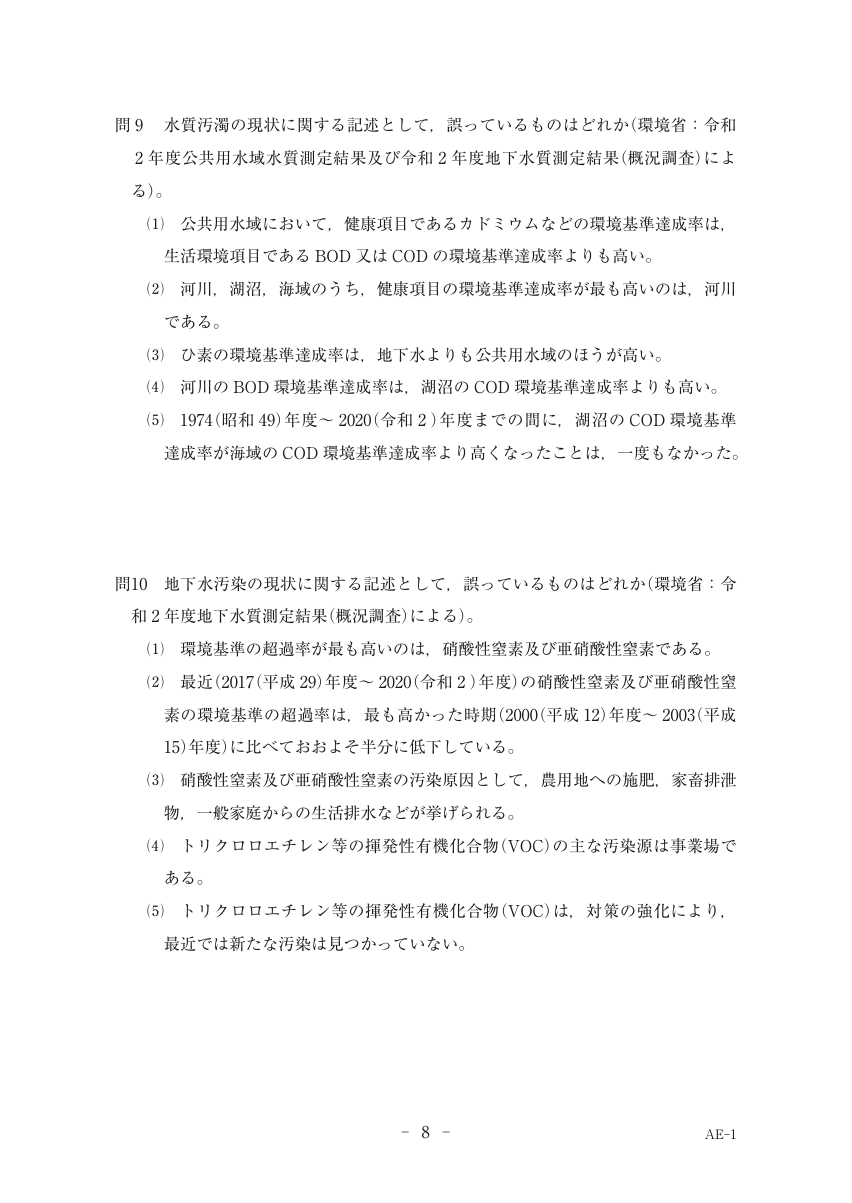 問9　水質汚濁の現状に関する記述として，誤っているものはどれか(環境省：令和
2年度公共用水域水質測定結果及び令和2年度地下水質測定結果(概況調査)によ
る)。
⑴　公共用水域において，健康項目であるカドミウムなどの環境基準達成率は，
生活環境項目である BOD 又は COD の環境基準達成率よりも高い。
⑵　河川，湖沼，海域のうち，健康項目の環境基準達成率が最も高いのは，河川
である。
⑶　ひ素の環境基準達成率は，地下水よりも公共用水域のほうが高い。
⑷　河川の BOD 環境基準達成率は，湖沼の COD 環境基準達成率よりも高い。
⑸　1974(昭和 49)年度～ 2020(令和2)年度までの間に，湖沼の COD 環境基準
達成率が海域の COD 環境基準達成率より高くなったことは，一度もなかった。
問10　地下水汚染の現状に関する記述として，誤っているものはどれか(環境省：令
和2年度地下水質測定結果(概況調査)による)。
⑴　環境基準の超過率が最も高いのは，硝酸性窒素及び亜硝酸性窒素である。
⑵　最近(2017(平成 29)年度～ 2020(令和2)年度)の硝酸性窒素及び亜硝酸性窒
素の環境基準の超過率は，最も高かった時期(2000(平成 12)年度～ 2003(平成
15)年度)に比べておおよそ半分に低下している。
⑶　硝酸性窒素及び亜硝酸性窒素の汚染原因として，農用地への施肥，家畜排泄
物，一般家庭からの生活排水などが挙げられる。
⑷　トリクロロエチレン等の揮発性有機化合物(VOC)の主な汚染源は事業場で
ある。
⑸　トリクロロエチレン等の揮発性有機化合物(VOC)は，対策の強化により，
最近では新たな汚染は見つかっていない。
－ 8 －
AE-1